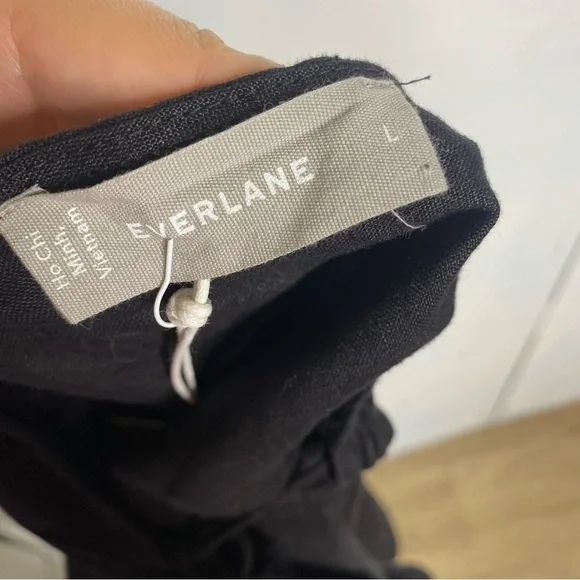 Ho Chi
Minh,
Vietnam
EVERLANE
L